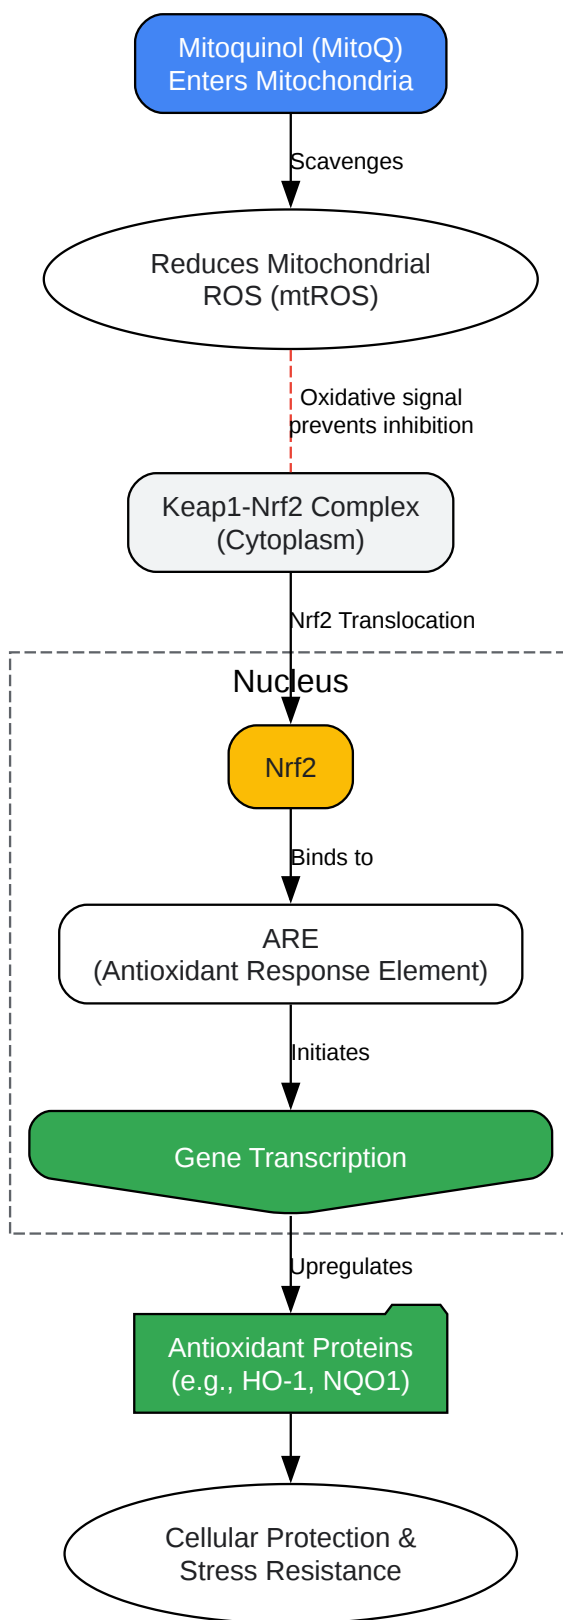 Mitoquinol (MitoQ)
Enters Mitochondria
Scavenges
Reduces Mitochondrial
ROS (mtROS)
Oxidative signal
prevents inhibition
Keap1-Nrf2 Complex
(Cytoplasm)
Nrf2 Translocation
Nucleus
Nrf2
Binds to
ARE
(Antioxidant Response Element)
Initiates
Gene Transcription
Upregulates
Antioxidant Proteins
(e.g., HO-1, NQO1)
Cellular Protection &
Stress Resistance